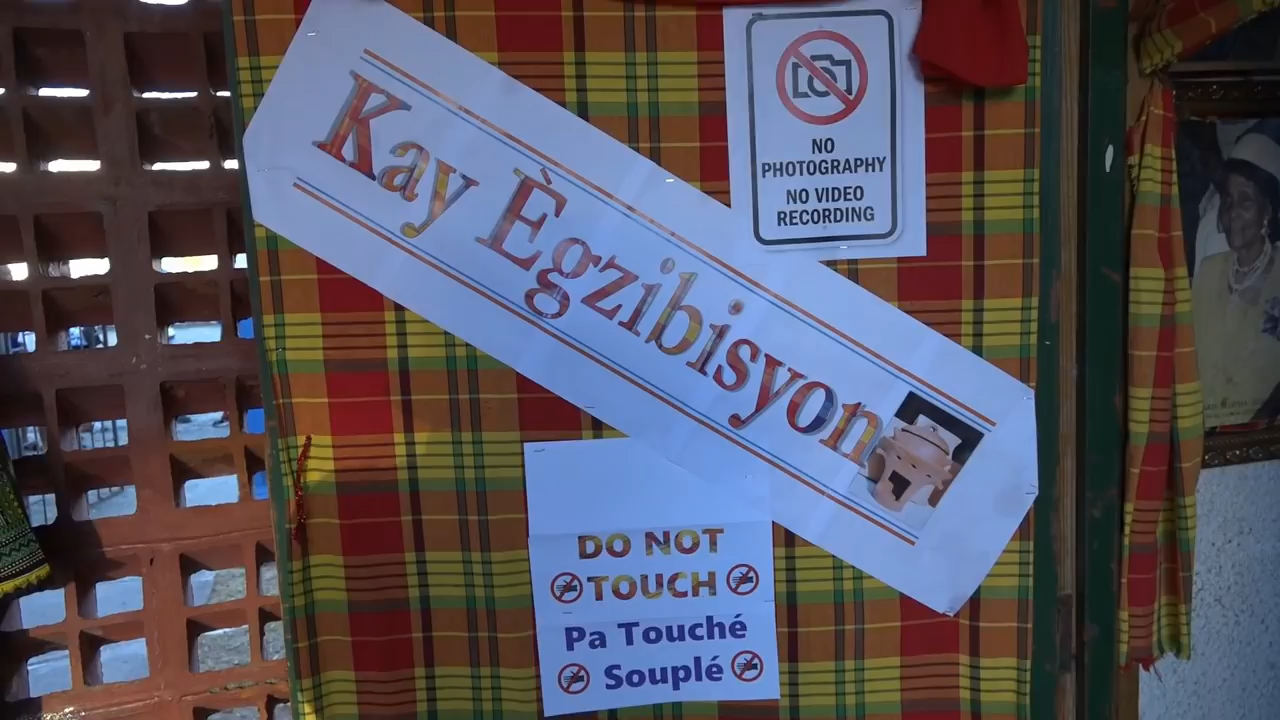 Kay Ègzibisyon
NO
PHOTOGRAPHY
NO VIDEO
RECORDING
DO NOT
TOUCH
Pa Touché
Souplé